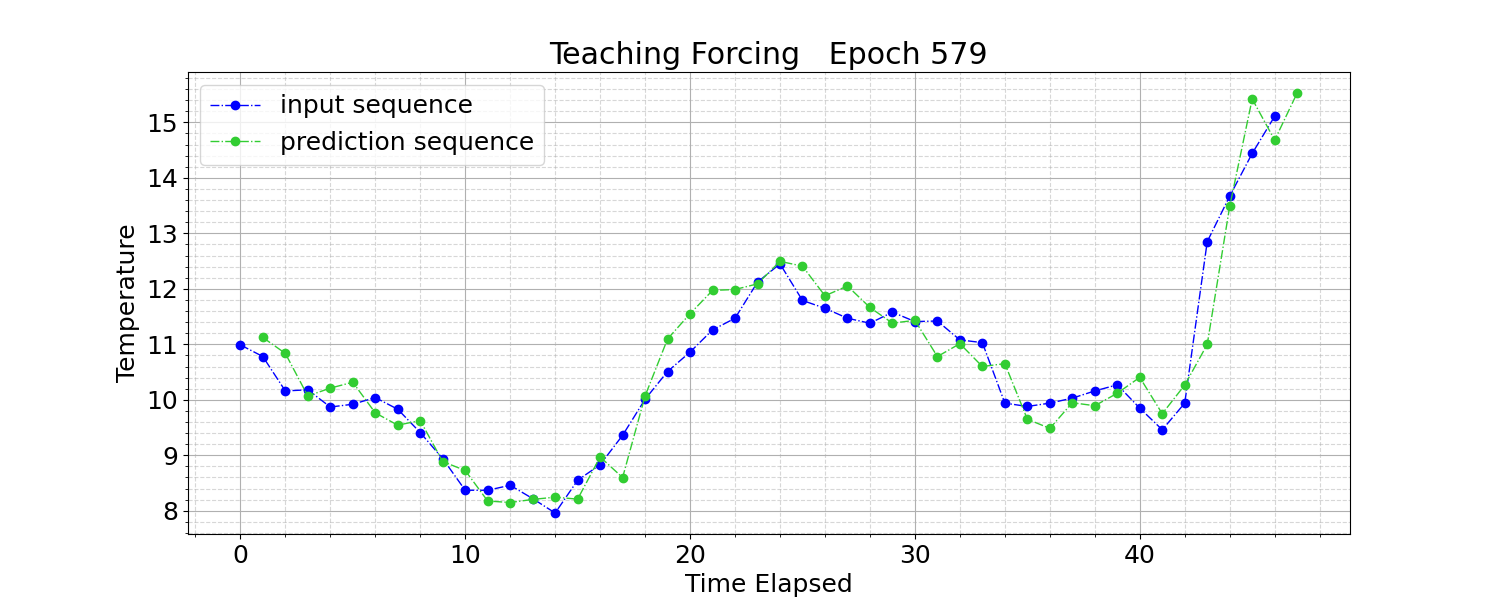 Teaching Forcing   Epoch 579
input sequence
prediction sequence
15
14
13
12
11
10
9
8
Temperature
0 10 20 30 40
Time Elapsed